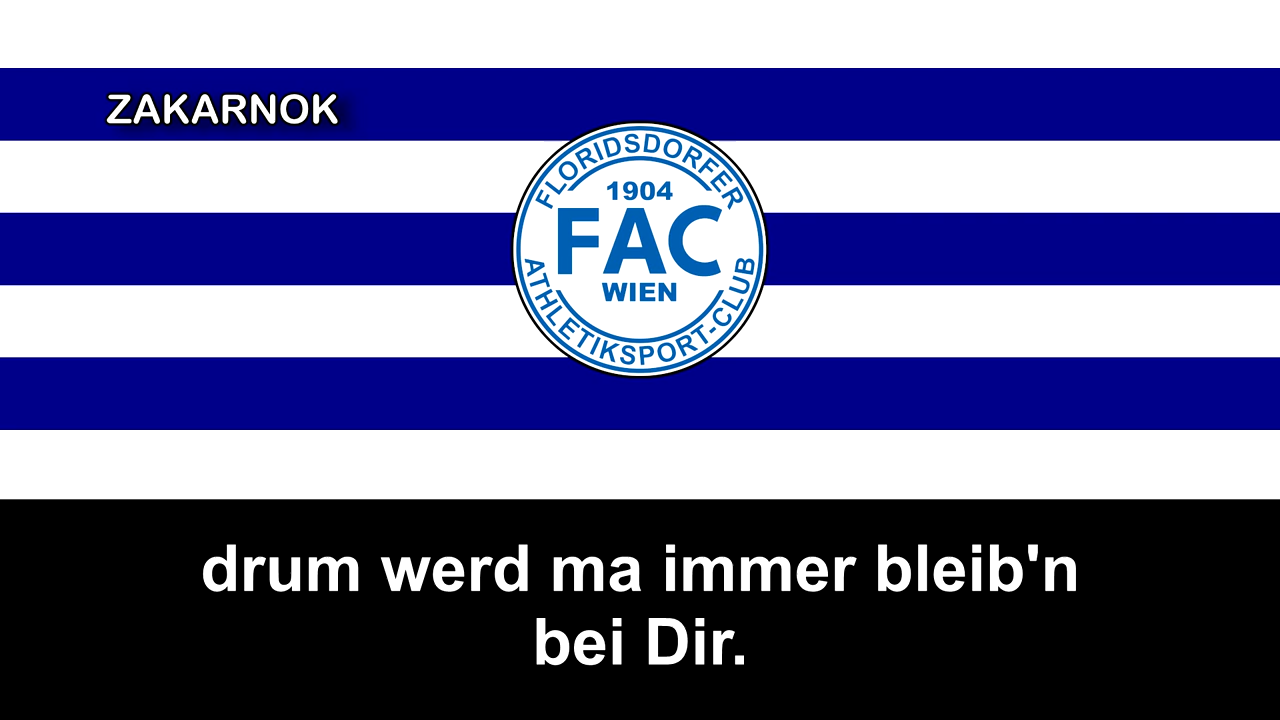 ZAKARNOK
FLORIDSDORFER
1904
FAC
WIEN
ATHLETIKSPORT-CLUB
drum werd ma immer bleib'n
bei Dir.